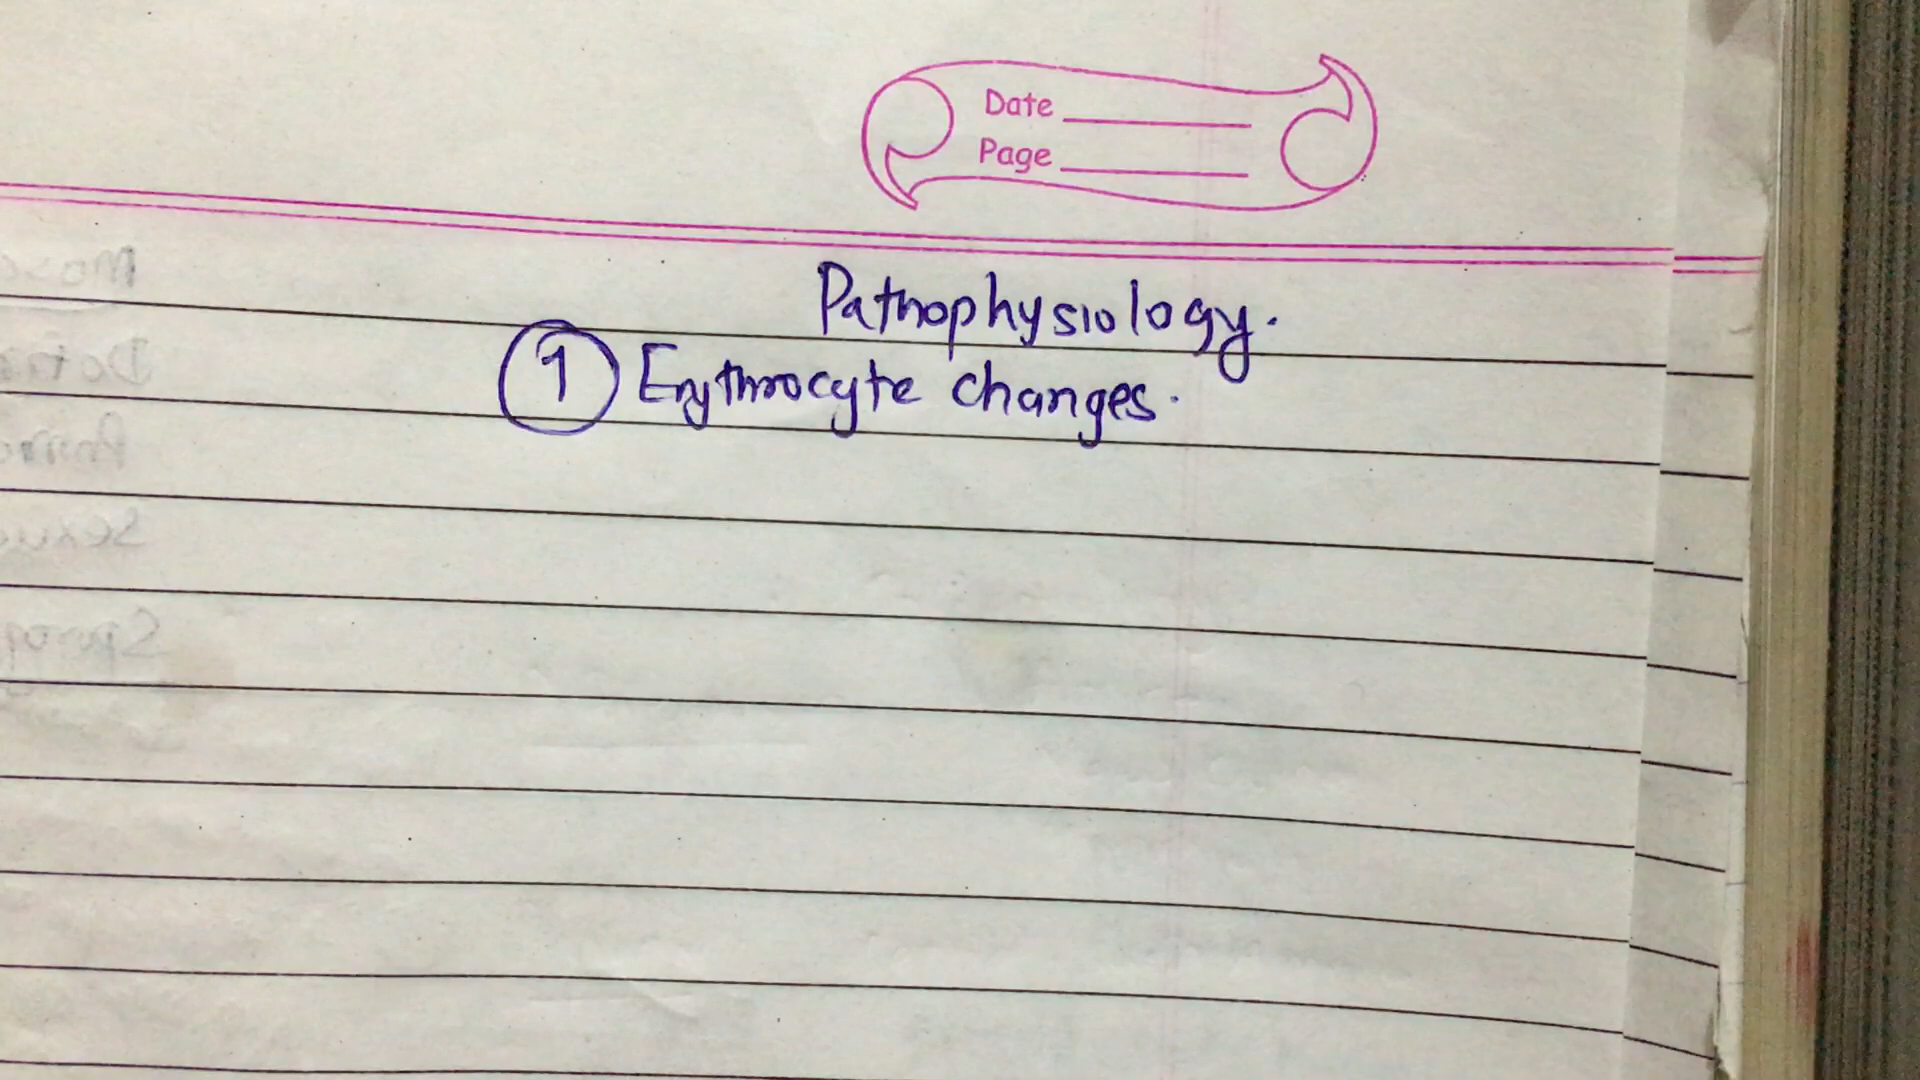 Date
Page
Pathophysiology.
1 Erythrocyte changes.